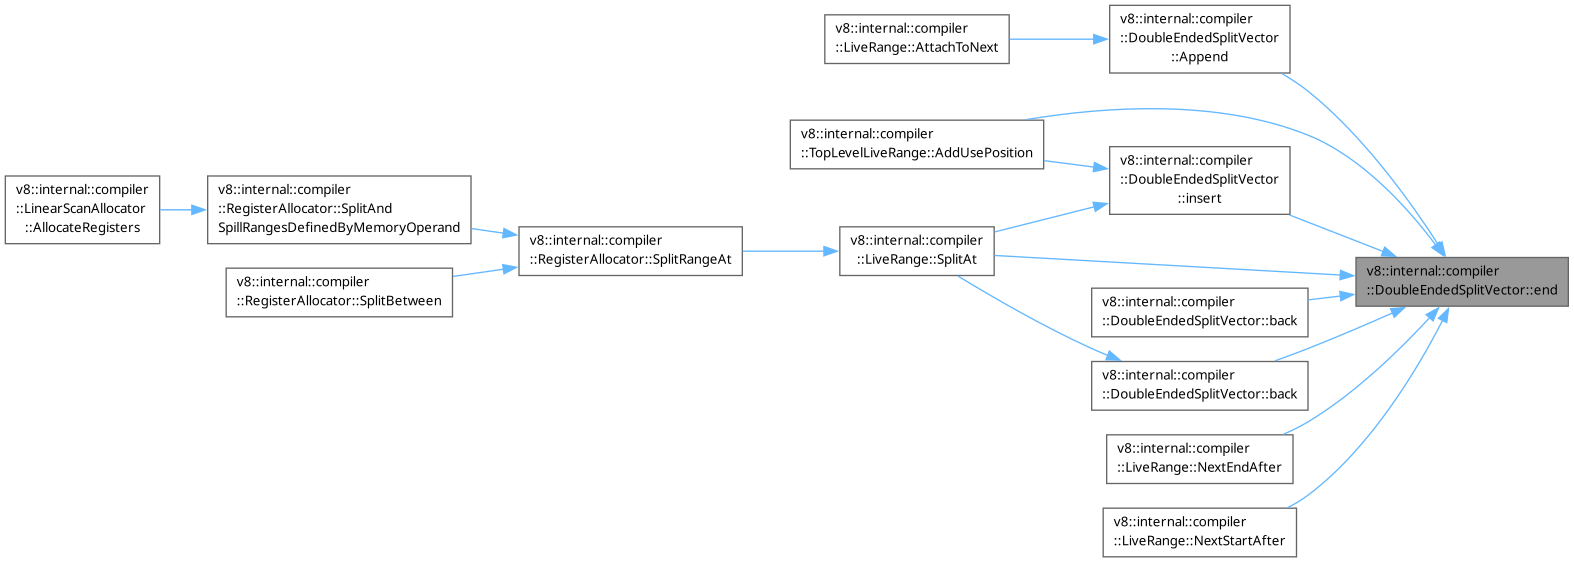 v8::internal::compiler
::LiveRange::AttachToNext
v8::internal::compiler
::DoubleEndedSplitVector
::Append
v8::internal::compiler
::TopLevelLiveRange::AddUsePosition
v8::internal::compiler
::DoubleEndedSplitVector
::insert
v8::internal::compiler
::LinearScanAllocator
::AllocateRegisters
v8::internal::compiler
::RegisterAllocator::SplitAnd
SpillRangesDefinedByMemoryOperand
v8::internal::compiler
::RegisterAllocator::SplitRangeAt
v8::internal::compiler
::LiveRange::SplitAt
v8::internal::compiler
::DoubleEndedSplitVector::end
v8::internal::compiler
::RegisterAllocator::SplitBetween
v8::internal::compiler
::DoubleEndedSplitVector::back
v8::internal::compiler
::DoubleEndedSplitVector::back
v8::internal::compiler
::LiveRange::NextEndAfter
v8::internal::compiler
::LiveRange::NextStartAfter